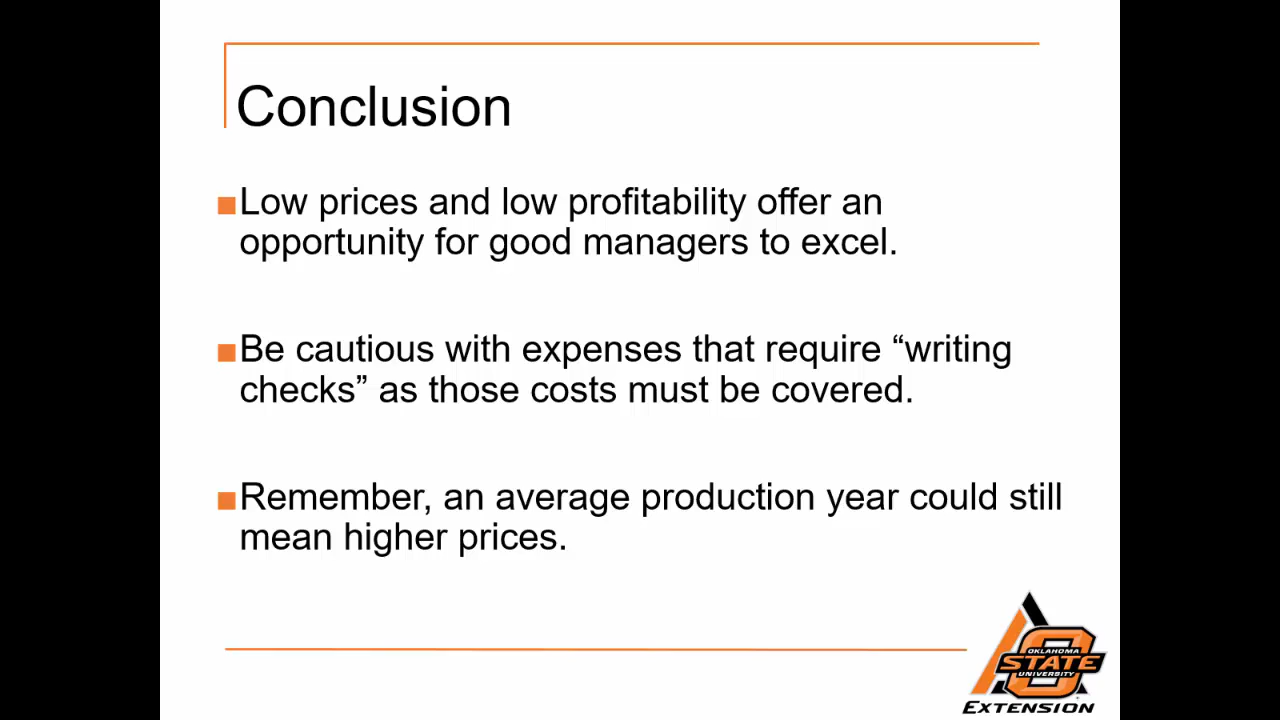 Conclusion
■Low prices and low profitability offer an
opportunity for good managers to excel.
■Be cautious with expenses that require “writing
checks” as those costs must be covered.
■Remember, an average production year could still
mean higher prices.
OKLAHOMA
STATE
UNIVERSITY
EXTENSION